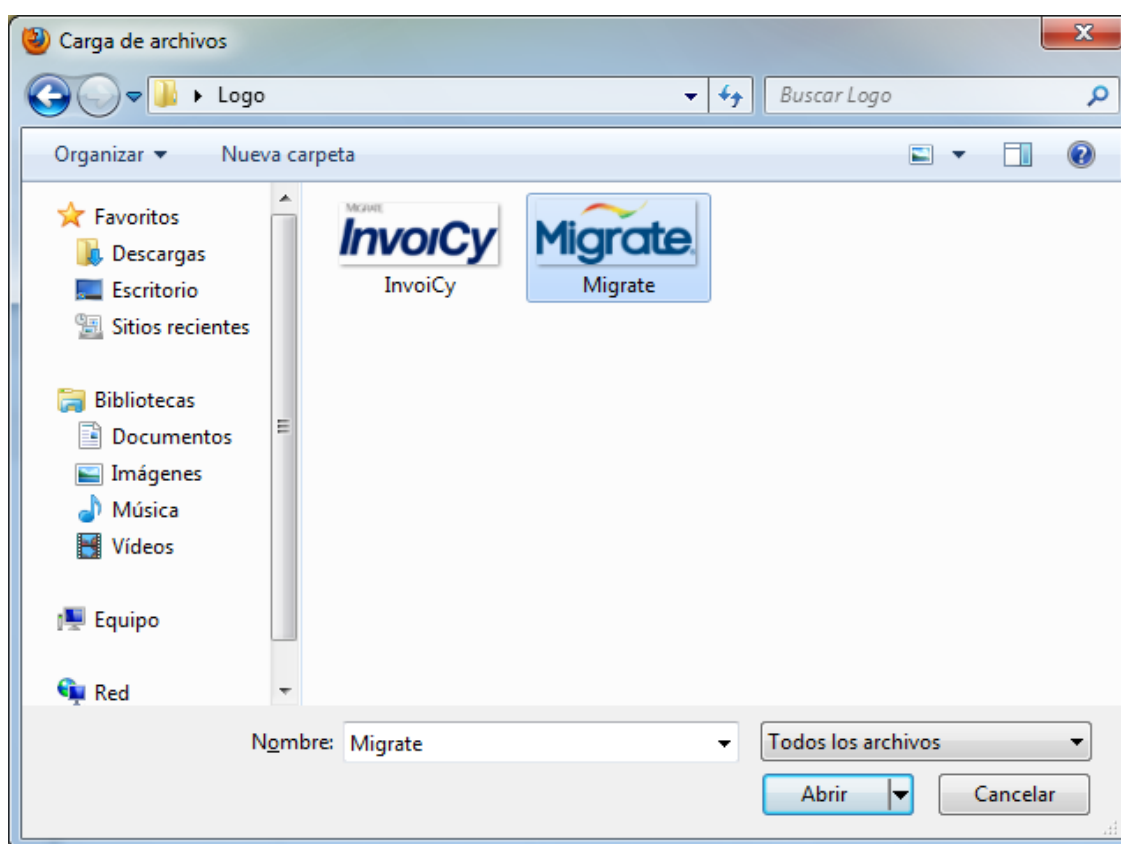 Carga de archivos
Logo
Buscar Logo
Organizar
Nueva carpeta
Favoritos
Descargas
Escritorio
Sitios recientes
Bibliotecas
Documentos
Imágenes
Música
Vídeos
Equipo
Red
MIGRATE
InvoiCy
InvoiCy
Migrate
Migrate
Nombre: Migrate
Todos los archivos
Abrir
Cancelar